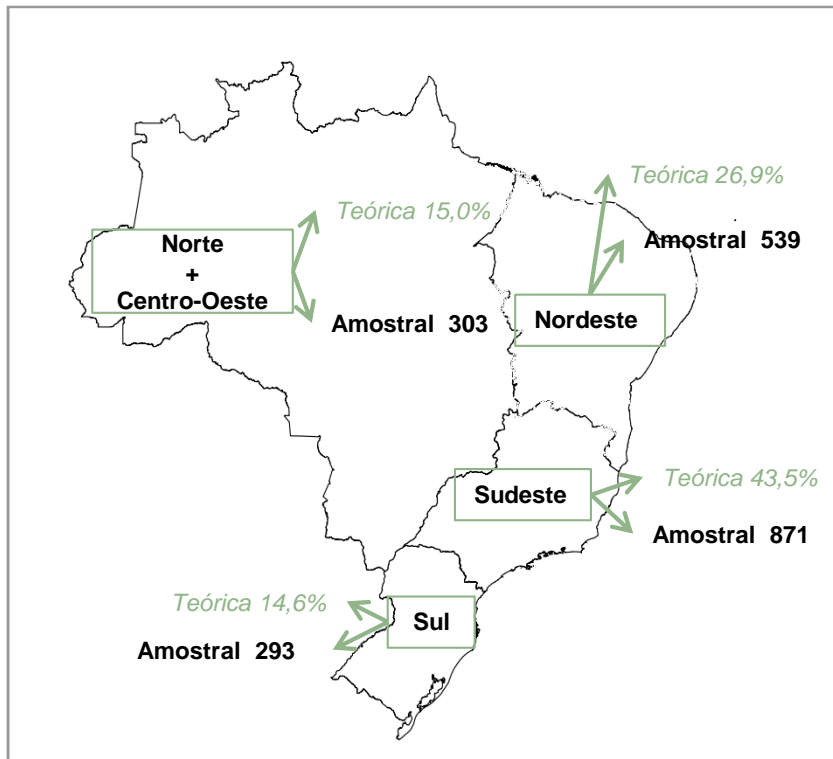 Teórica 26,9%
Teórica 15,0%
Amostral 539
Norte
+
Centro-Oeste
Amostral 303
Nordeste
Sudeste
Teórica 43,5%
Amostral 871
Teórica 14,6%
Sul
Amostral 293